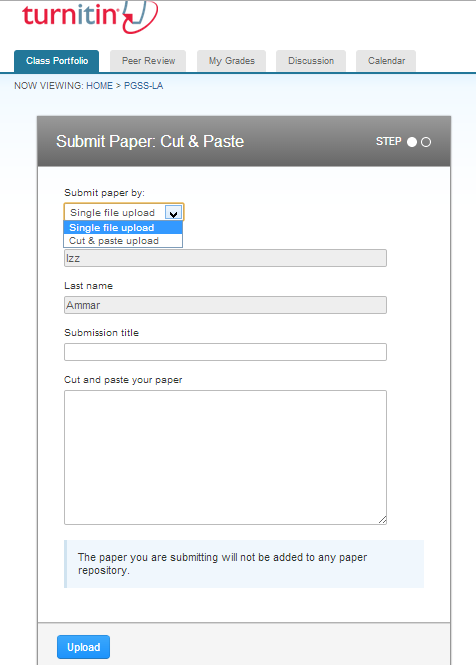 turnitin
Class Portfolio Peer Review My Grades Discussion Calendar
NOW VIEWING: HOME > PGSS-LA
Submit Paper: Cut & Paste STEP
Submit paper by:
Single file upload
Single file upload
Cut & paste upload
Izz
Last name
Ammar
Submission title
Cut and paste your paper
The paper you are submitting will not be added to any paper
repository.
Upload